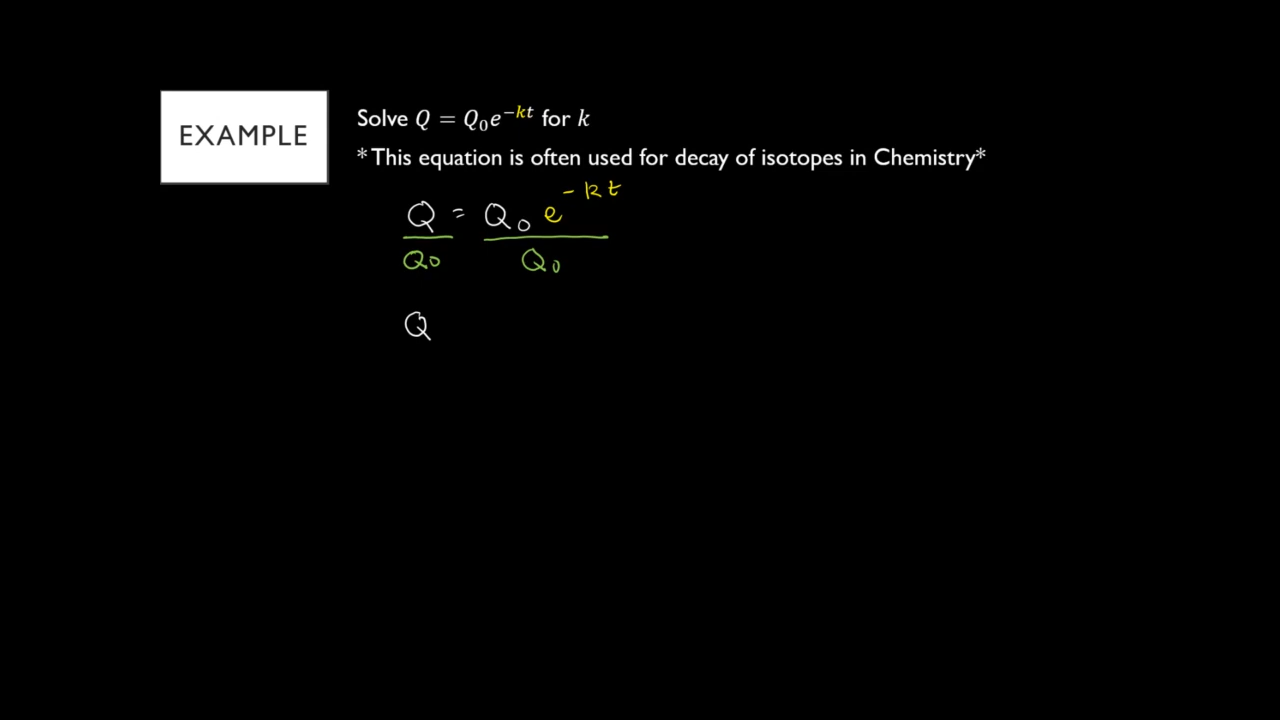 EXAMPLE
Solve Q = Q₀e^{-kt} for k
*This equation is often used for decay of isotopes in Chemistry*
Q = Q₀ e^{-kt}
Q₀ Q₀
Q